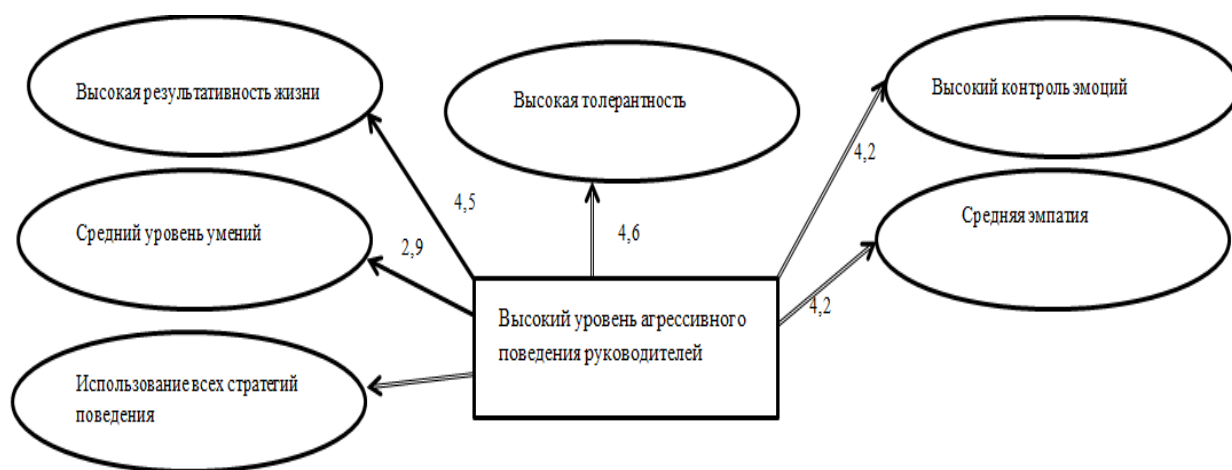 Высокая результативность жизни
Высокая толерантность
Высокий контроль эмоций
4,2
4,5
4,6
Средний уровень умений
2,9
Средняя эмпатия
4,2
Высокий уровень агрессивного
поведения руководителей
Использование всех стратегий
поведения